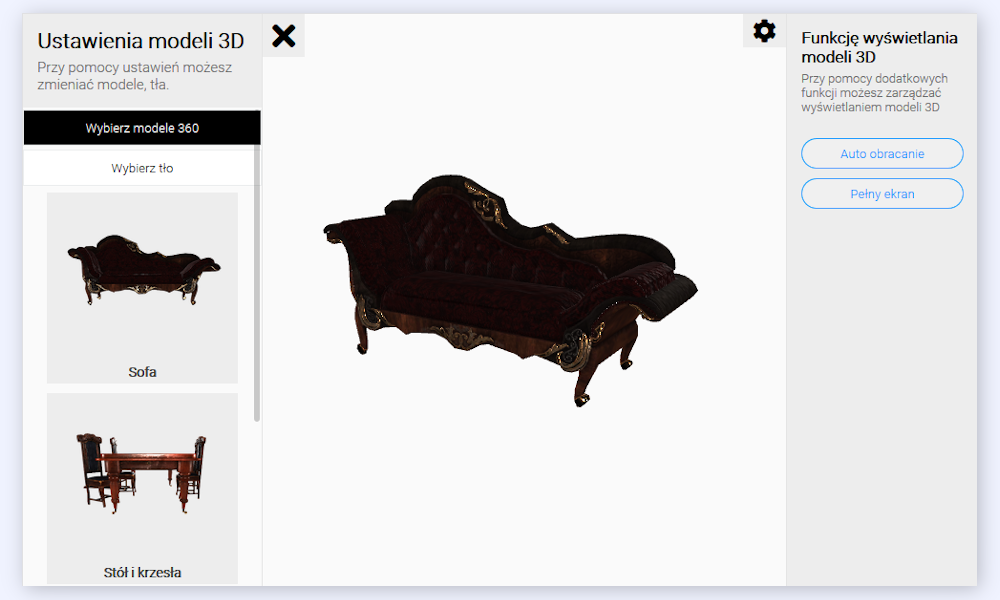 Ustawienia modeli 3D
Przy pomocy ustawień możesz
zmieniać modele, tła.
Wybierz modele 360
Wybierz tło
Sofa
Stół i krzesła
Funkcję wyświetlania
modeli 3D
Przy pomocy dodatkowych
funkcji możesz zarządzać
wyświetlaniem modeli 3D
Auto obracanie
Pełny ekran